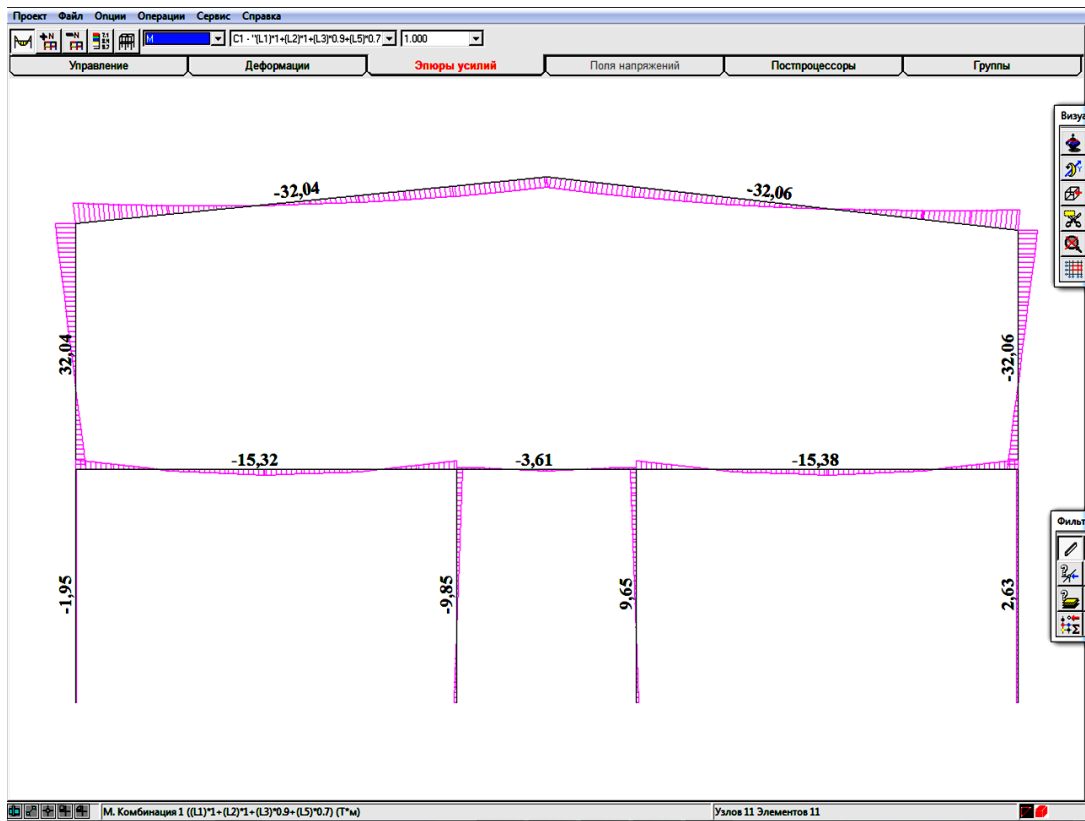 Проект Файл Опции Операции Сервис Справка
M C1 - "(L1)*1+(L2)*1+(L3)*0.9+(L5)*0.7 1.000
Управление Деформации Эпюры усилий Поля напряжений Постпроцессоры Группы
Визуа
-32,04 -32,06
32,04 -32,06
-15,32 -3,61 -15,38
Фильт
-1,95 -9,85 9,65 2,63
М. Комбинация 1 ((L1)*1+(L2)*1+(L3)*0.9+(L5)*0.7) (Т*м) Узлов 11 Элементов 11